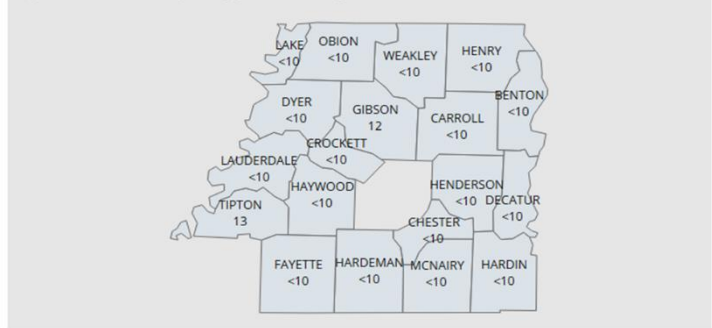 LAKE
<10
OBION
<10
WEAKLEY
<10
HENRY
<10
BENTON
<10
DYER
<10
GIBSON
12
CARROLL
<10
CROCKETT
<10
LAUDERDALE
<10
HAYWOOD
<10
HENDERSON
<10
DECATUR
<10
TIPTON
13
CHESTER
<10
FAYETTE
<10
HARDEMAN
<10
MCNAIRY
<10
HARDIN
<10